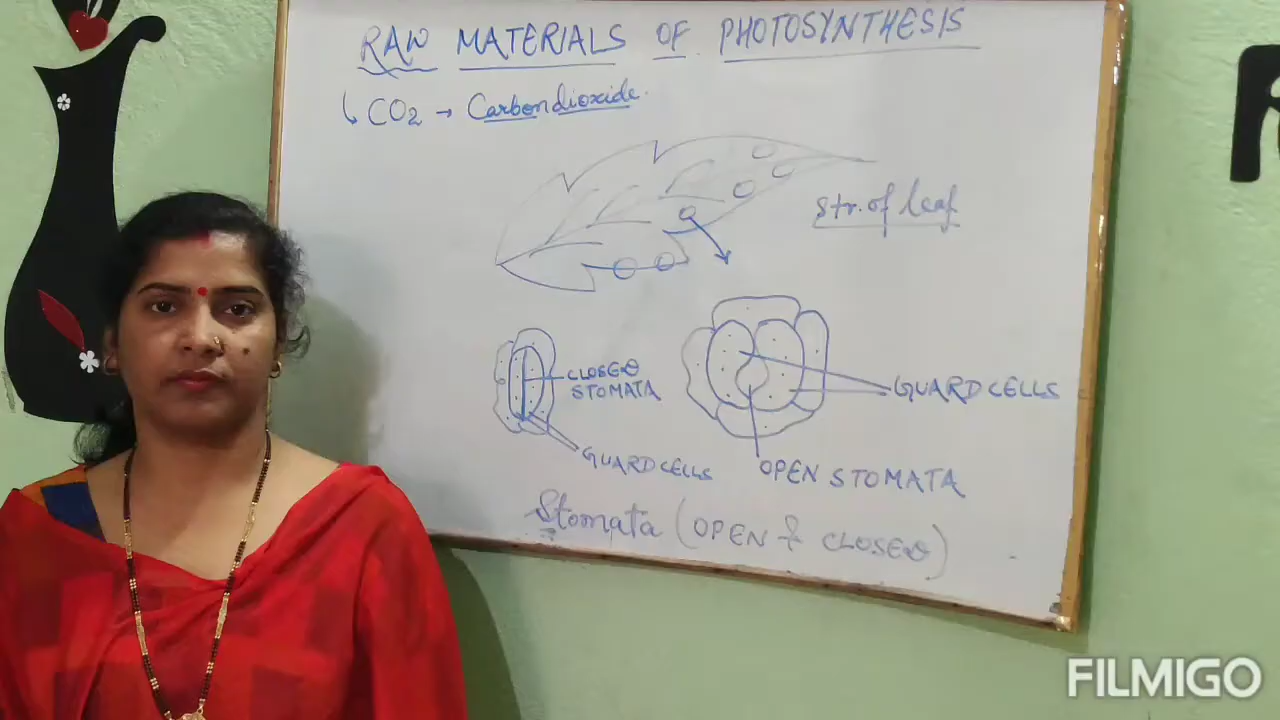 RAW MATERIALS OF PHOTOSYNTHESIS
↳ CO2 → Carbondioxide.
Str. of leaf
CLOSED
STOMATA
GUARD CELLS
GUARD CELLS
OPEN STOMATA
Stomata (OPEN & CLOSED)
FILMIGO